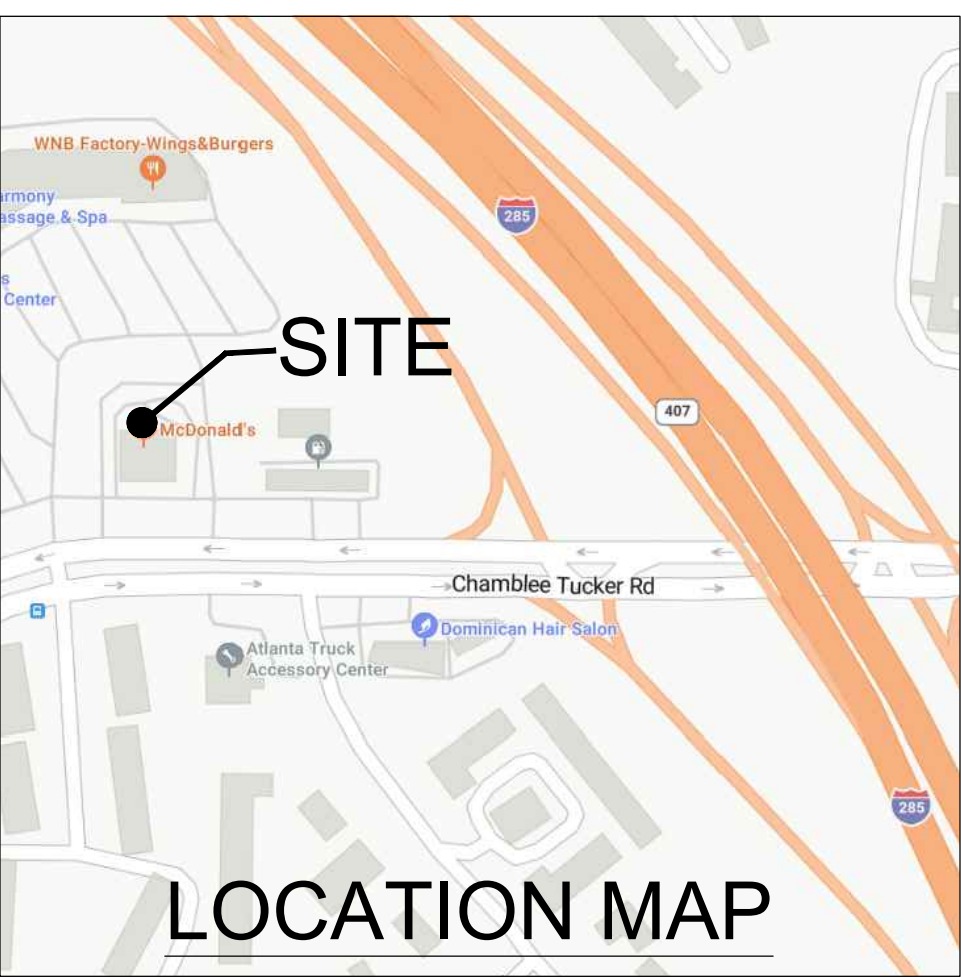 WNB Factory-Wings&Burgers
armony
assage & Spa
285
s
Center
SITE
407
McDonald's
Chamblee Tucker Rd
Dominican Hair Salon
Atlanta Truck
Accessory Center
285
LOCATION MAP